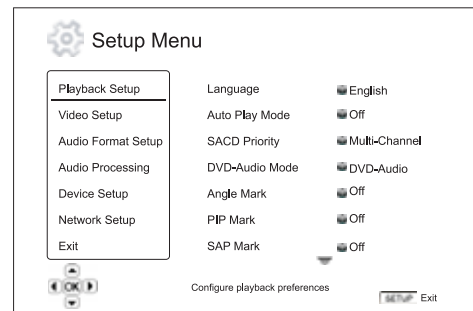 Setup Menu
Playback Setup
Video Setup
Audio Format Setup
Audio Processing
Device Setup
Network Setup
Exit
Language English
Auto Play Mode Off
SACD Priority Multi-Channel
DVD-Audio Mode DVD-Audio
Angle Mark Off
PIP Mark Off
SAP Mark Off
OK
Configure playback preferences
SETUP Exit